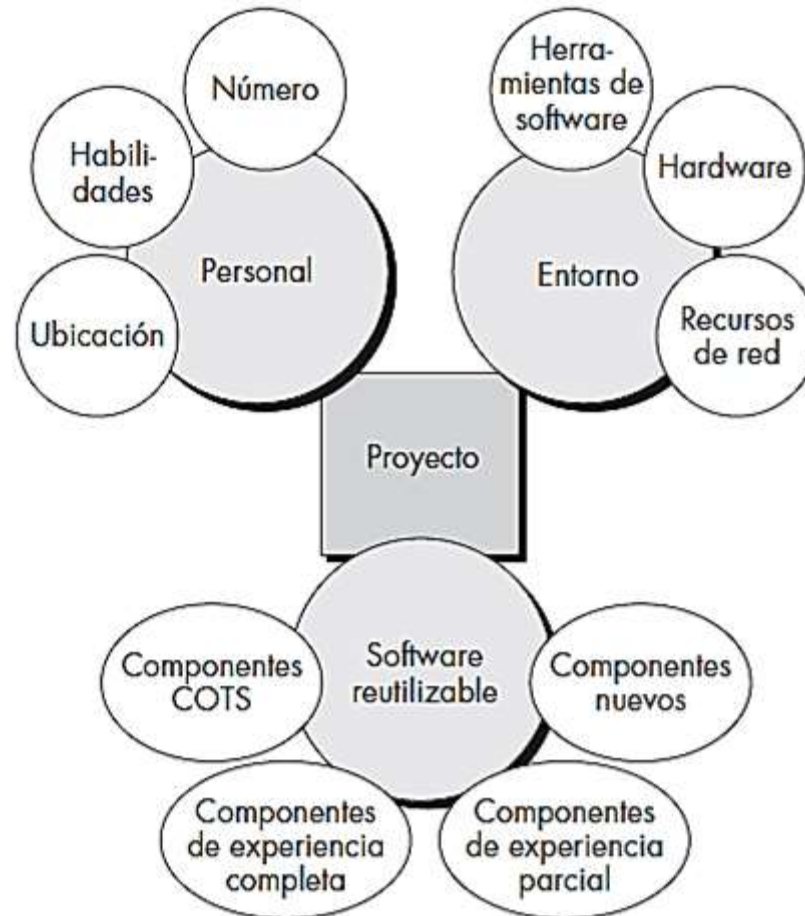 Número
Habili-
dades
Ubicación
Personal
Herra-
mientas de
software
Hardware
Recursos
de red
Entorno
Proyecto
Software
reutilizable
Componentes
COTS
Componentes
de experiencia
completa
Componentes
de experiencia
parcial
Componentes
nuevos